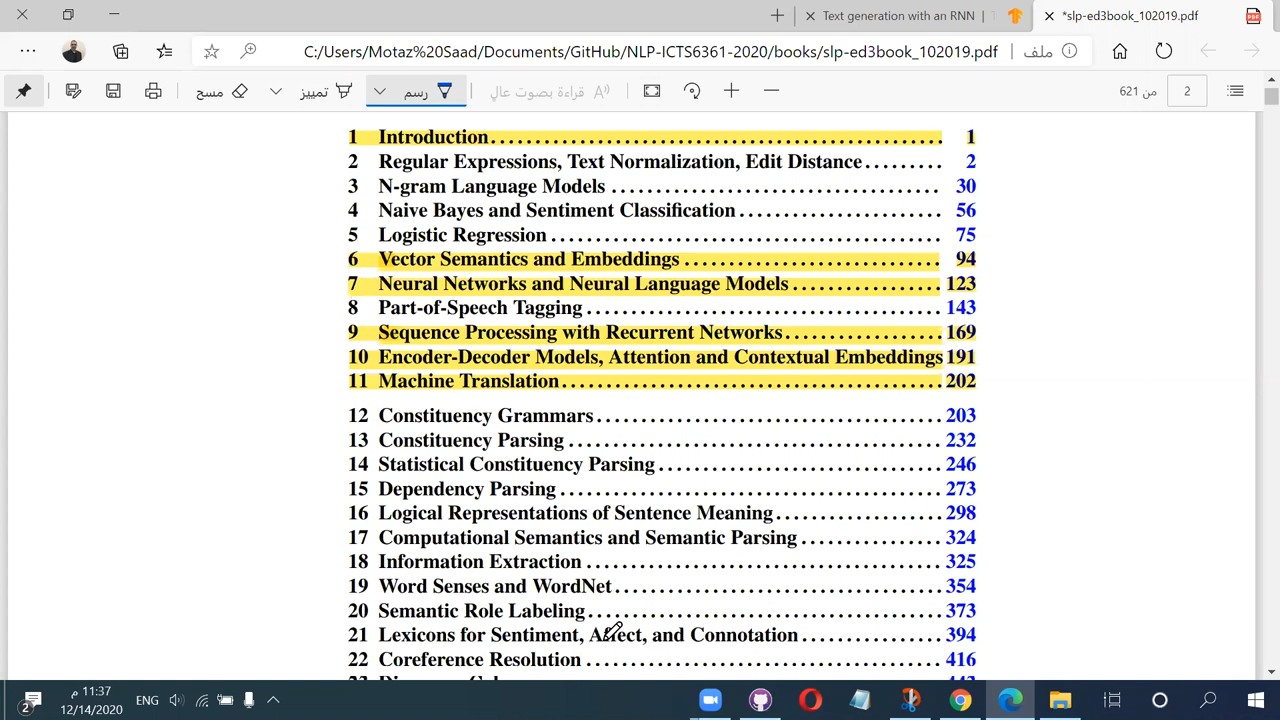 Text generation with an RNN | T
*slp-ed3book_102019.pdf
C:/Users/Motaz%20Saad/Documents/GitHub/NLP-ICTS6361-2020/books/slp-ed3book_102019.pdf
ملف
مسح
تمييز
رسم
قراءة بصوت عالٍ
2
من 621
1 Introduction 1
2 Regular Expressions, Text Normalization, Edit Distance 2
3 N-gram Language Models 30
4 Naive Bayes and Sentiment Classification 56
5 Logistic Regression 75
6 Vector Semantics and Embeddings 94
7 Neural Networks and Neural Language Models 123
8 Part-of-Speech Tagging 143
9 Sequence Processing with Recurrent Networks 169
10 Encoder-Decoder Models, Attention and Contextual Embeddings 191
11 Machine Translation 202
12 Constituency Grammars 203
13 Constituency Parsing 232
14 Statistical Constituency Parsing 246
15 Dependency Parsing 273
16 Logical Representations of Sentence Meaning 298
17 Computational Semantics and Semantic Parsing 324
18 Information Extraction 325
19 Word Senses and WordNet 354
20 Semantic Role Labeling 373
21 Lexicons for Sentiment, Affect, and Connotation 394
22 Coreference Resolution 416
2
11:37 م
12/14/2020
ENG